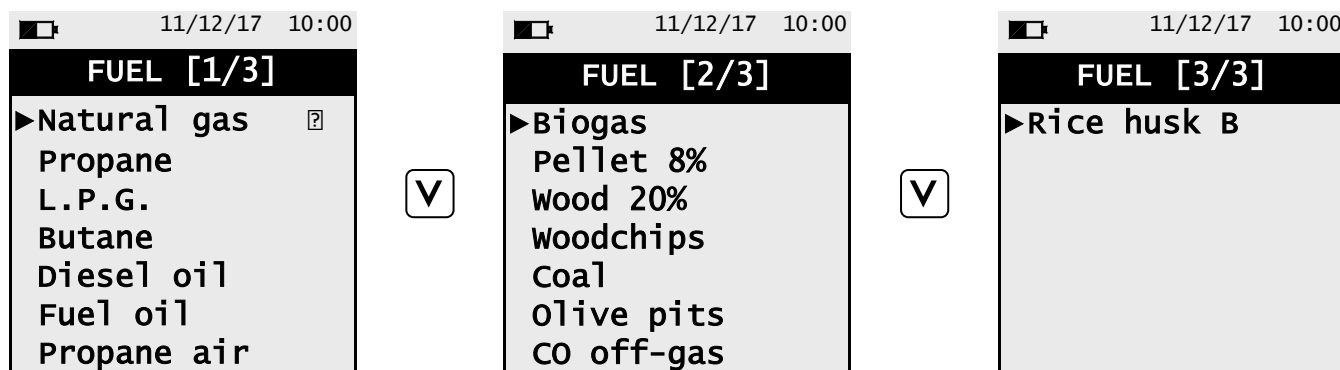 11/12/17 10:00
FUEL [1/3]
▶Natural gas
Propane
L.P.G.
Butane
Diesel oil
Fuel oil
Propane air
V
11/12/17 10:00
FUEL [2/3]
▶Biogas
Pellet 8%
Wood 20%
Woodchips
Coal
Olive pits
CO off-gas
V
11/12/17 10:00
FUEL [3/3]
▶Rice husk B